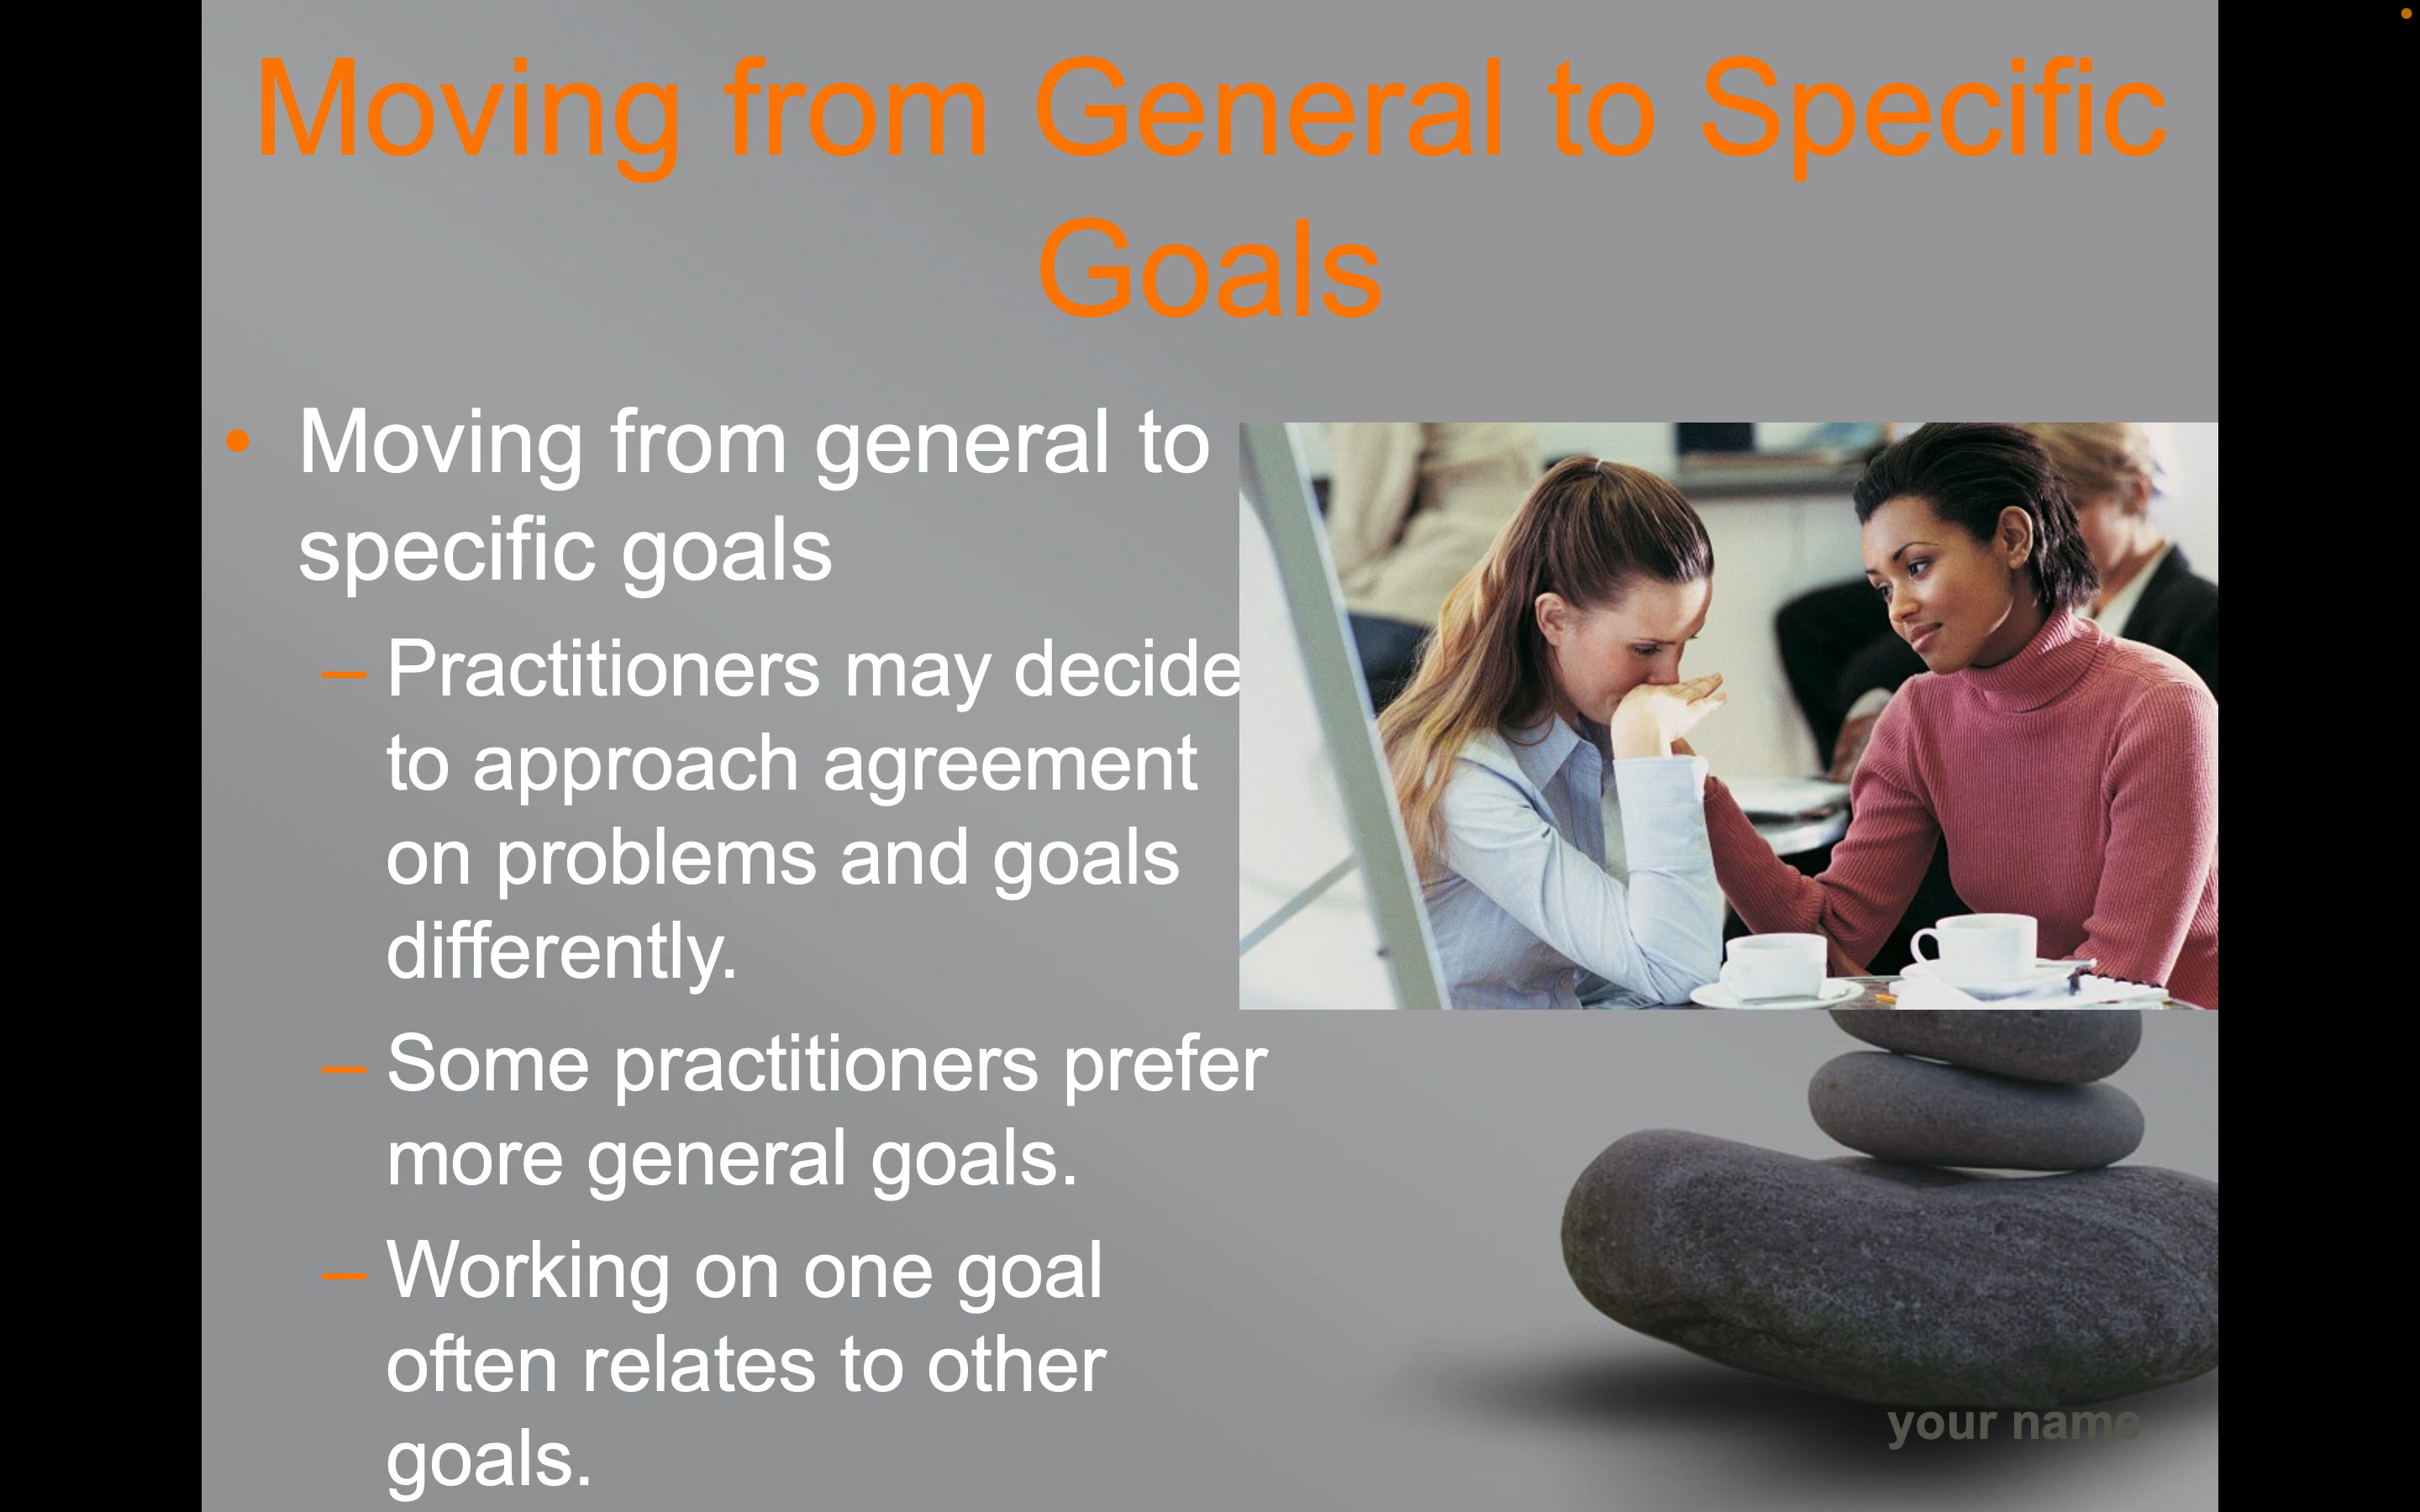 Moving from General to Specific
Goals
• Moving from general to
specific goals
– Practitioners may decide
to approach agreement
on problems and goals
differently.
– Some practitioners prefer
more general goals.
– Working on one goal
often relates to other
goals.
your name